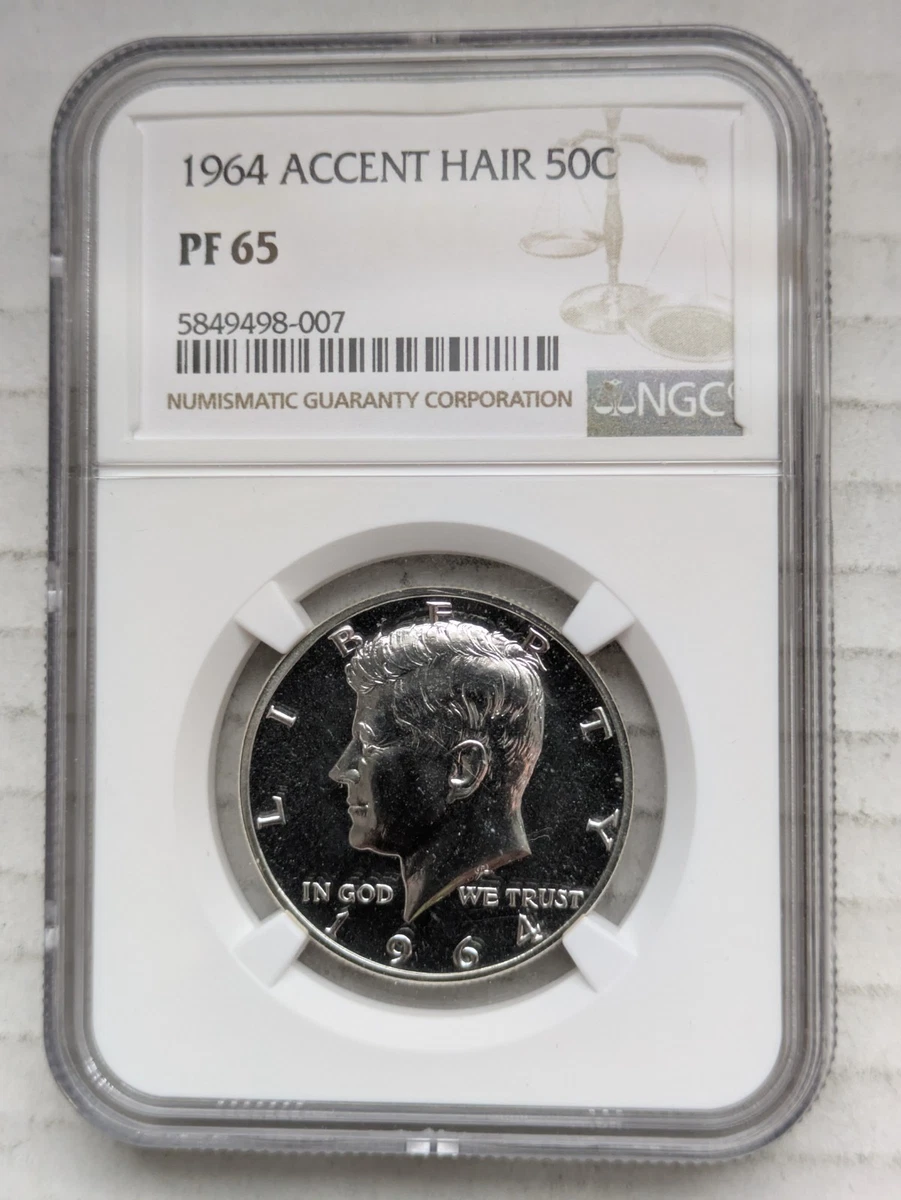 1964 ACCENT HAIR 50C
PF 65
5849498-007
NUMISMATIC GUARANTY CORPORATION
NGC
LIBERTY
IN GOD WE TRUST
1964